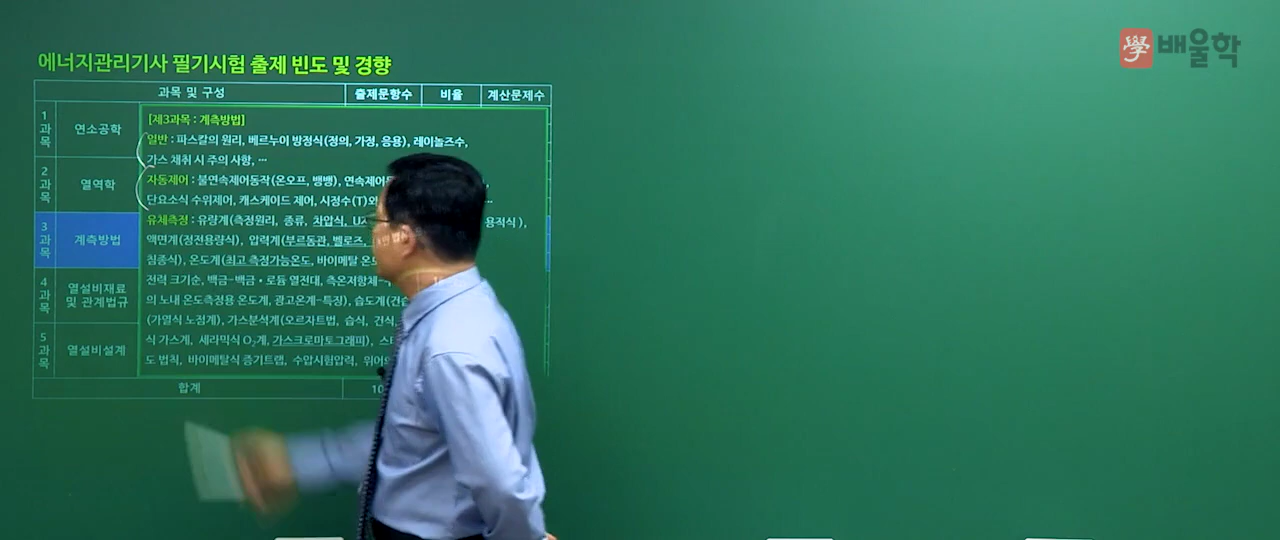 學 배울학
에너지관리기사 필기시험 출제 빈도 및 경향
과목 및 구성 출제문항수 비율 계산문제수
1과목 연소공학
2과목 열역학
3과목 계측방법
4과목 열설비재료 및 관계법규
5과목 열설비설계
합계 10
[제3과목 : 계측방법]
일반 : 파스칼의 원리, 베르누이 방정식(정의, 가정, 응용), 레이놀즈수,
가스 채취 시 주의 사항, ···
자동제어 : 불연속제어동작(온오프, 뱅뱅), 연속제어
단요소식 수위제어, 캐스케이드 제어, 시정수(T)와 ···
유체측정 : 유량계(측정원리, 종류, 차압식, 용적식),
액면계(정전용량식), 압력계(부르동관, 벨로즈,
침종식), 온도계(최고 측정가능온도, 바이메탈 온도
전력 크기순, 백금-백금·로듐 열전대, 측온저항체
의 노내 온도측정용 온도계, 광고온계-특징), 습도계(건습
(가열식 노점계), 가스분석계(오르자트법, 습식, 건식,
식 가스계, 세라믹식 O₂계, 가스크로마토그래피),
도 법칙, 바이메탈식 증기트랩, 수압시험압력,